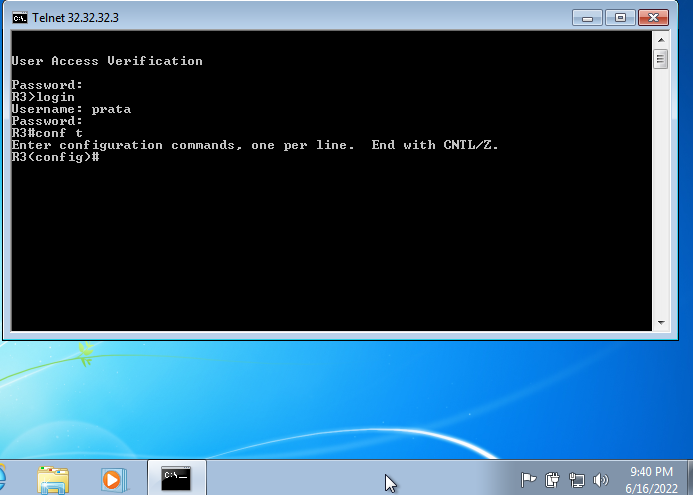 Telnet 32.32.32.3
User Access Verification
Password:
R3>login
Username: prata
Password:
R3#conf t
Enter configuration commands, one per line.  End with CNTL/Z.
R3(config)#
9:40 PM
6/16/2022